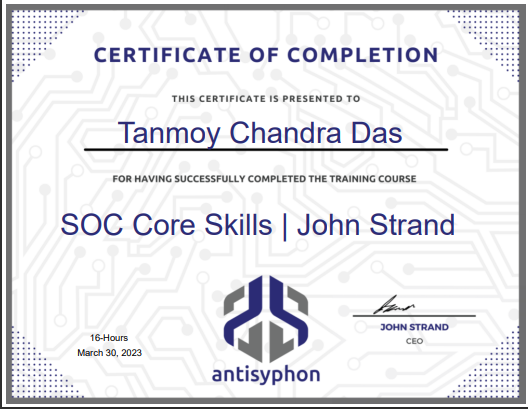 CERTIFICATE OF COMPLETION
THIS CERTIFICATE IS PRESENTED TO
Tanmoy Chandra Das
FOR HAVING SUCCESSFULLY COMPLETED THE TRAINING COURSE
SOC Core Skills | John Strand
16-Hours
March 30, 2023
antisyphon
JOHN STRAND
CEO